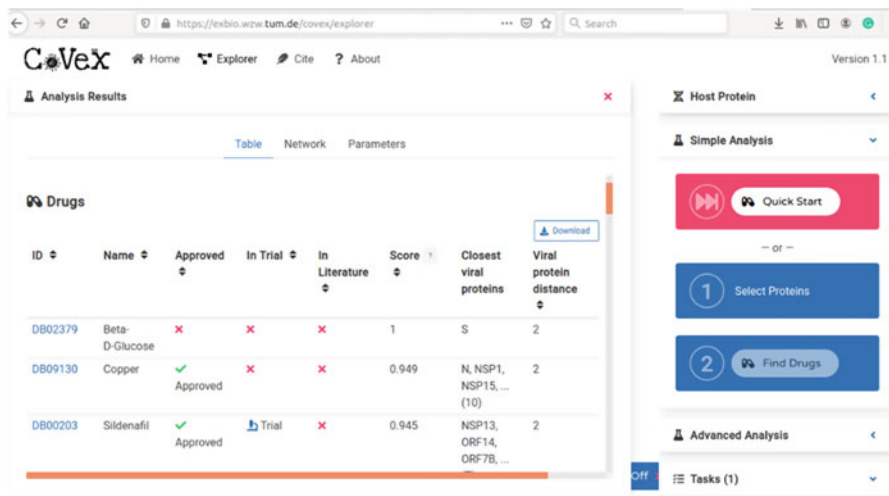 https://exbio.wzw.tum.de/covex/explorer
Search
CoVex Home Explorer Cite ? About
Version 1.1
Analysis Results
Table Network Parameters
Drugs
Download
ID Name Approved In Trial In Literature Score ? Closest viral proteins Viral protein distance
DB02379 Beta-D-Glucose 1 S 2
DB09130 Copper Approved 0.949 N, NSP1, NSP15, ... (10) 2
DB00203 Sildenafil Approved Trial 0.945 NSP13, ORF14, ORF7B, ... 2
Host Protein
Simple Analysis
Quick Start
— or —
1 Select Proteins
2 Find Drugs
Advanced Analysis
Off
Tasks (1)